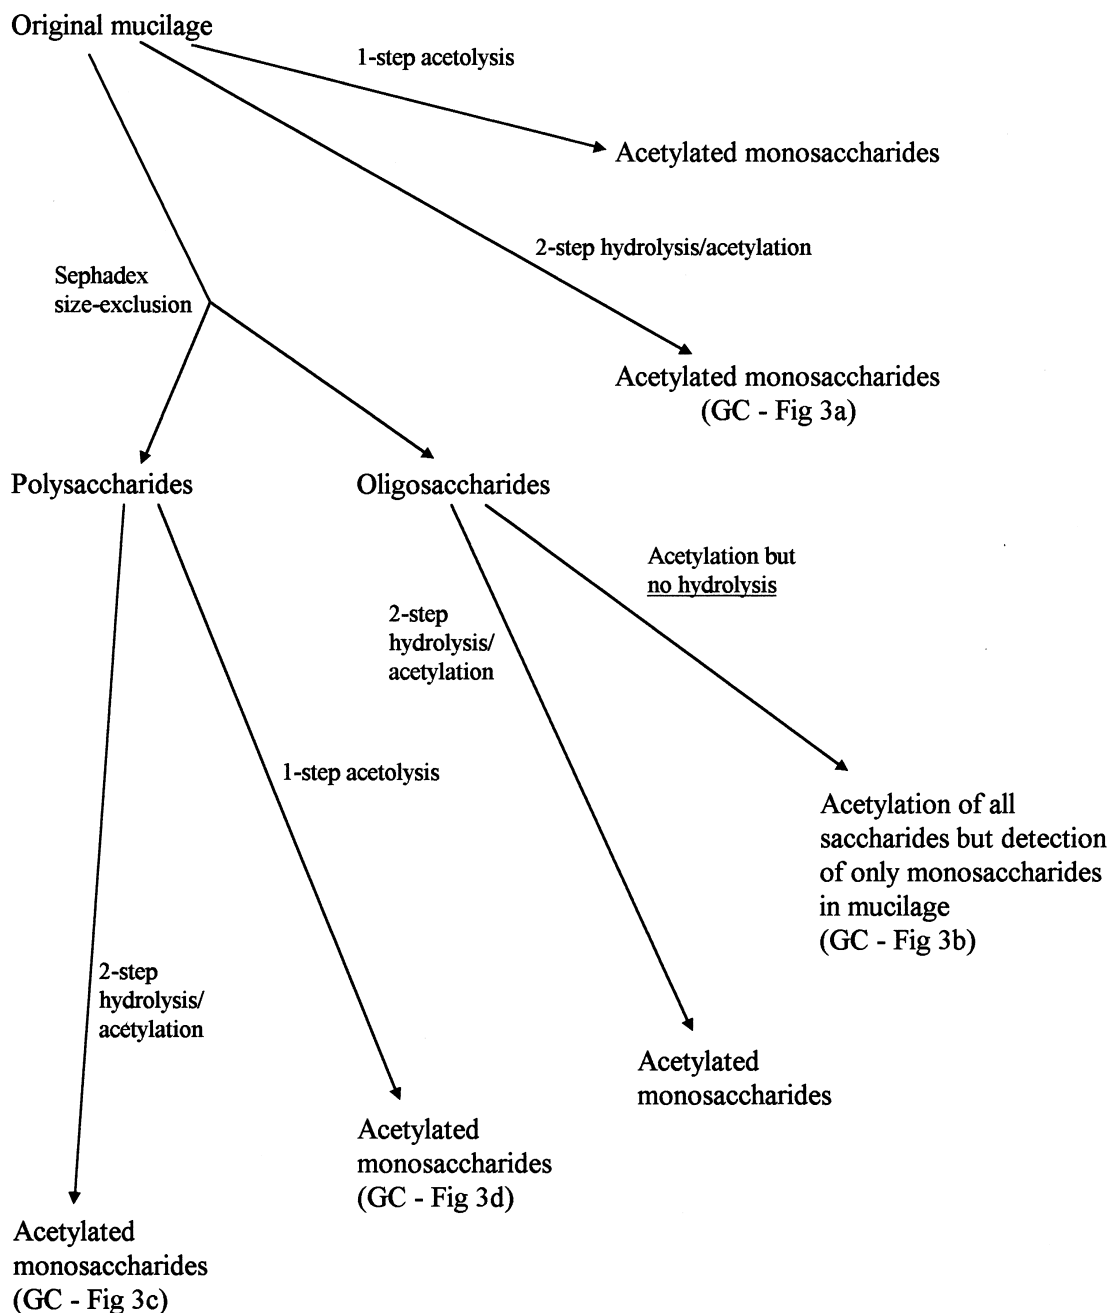 Original mucilage
1-step acetolysis
Acetylated monosaccharides
2-step hydrolysis/acetylation
Sephadex
size-exclusion
Acetylated monosaccharides
(GC - Fig 3a)
Polysaccharides
Oligosaccharides
Acetylation but
no hydrolysis
2-step
hydrolysis/
acetylation
1-step acetolysis
Acetylation of all
saccharides but detection
of only monosaccharides
in mucilage
(GC - Fig 3b)
2-step
hydrolysis/
acetylation
Acetylated
monosaccharides
Acetylated
monosaccharides
(GC - Fig 3d)
Acetylated
monosaccharides
(GC - Fig 3c)